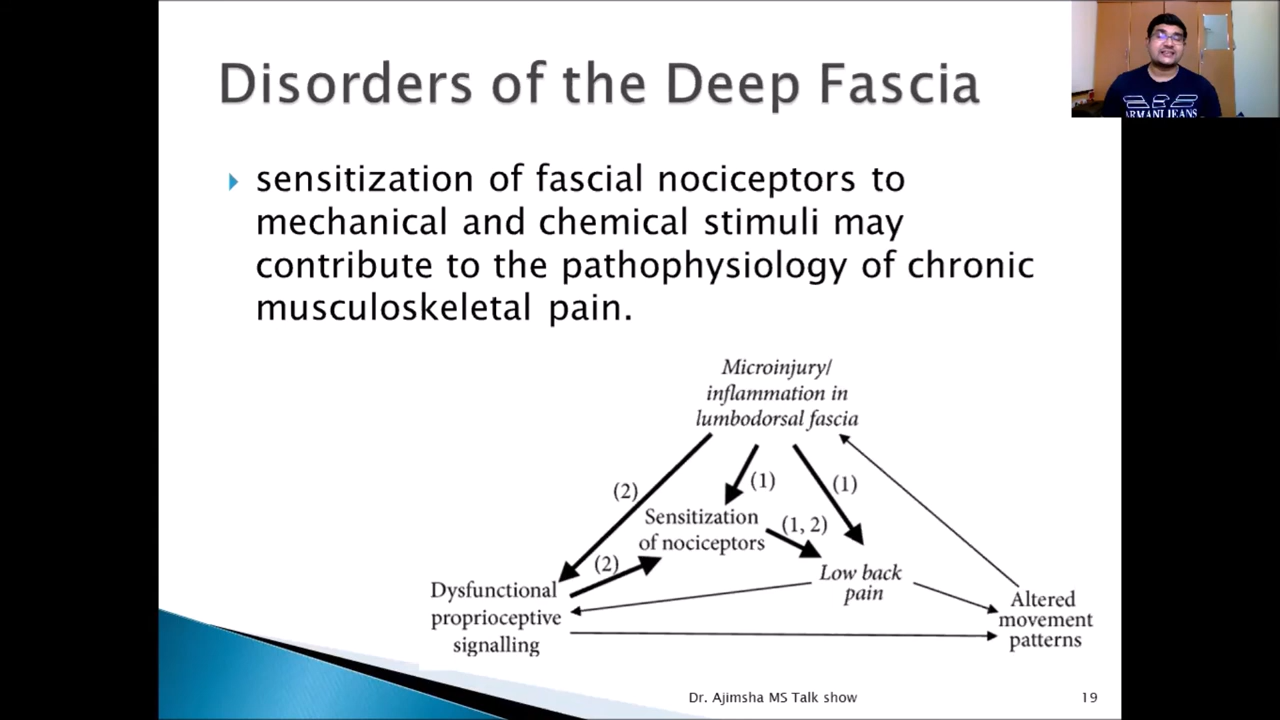 Disorders of the Deep Fascia
ARMANI JEANS
sensitization of fascial nociceptors to
mechanical and chemical stimuli may
contribute to the pathophysiology of chronic
musculoskeletal pain.
Microinjury/
inflammation in
lumbodorsal fascia
(2)
(1)
(1)
Sensitization
of nociceptors
(1, 2)
(2)
Low back
pain
Dysfunctional
proprioceptive
signalling
Altered
movement
patterns
Dr. Ajimsha MS Talk show
19